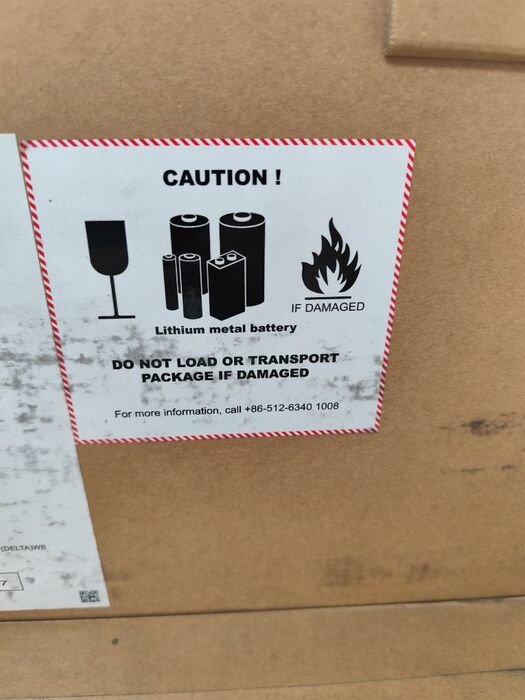 CAUTION !
IF DAMAGED
Lithium metal battery
DO NOT LOAD OR TRANSPORT
PACKAGE IF DAMAGED
For more information, call +86-512-6340 1008
(DELTA)WB
7